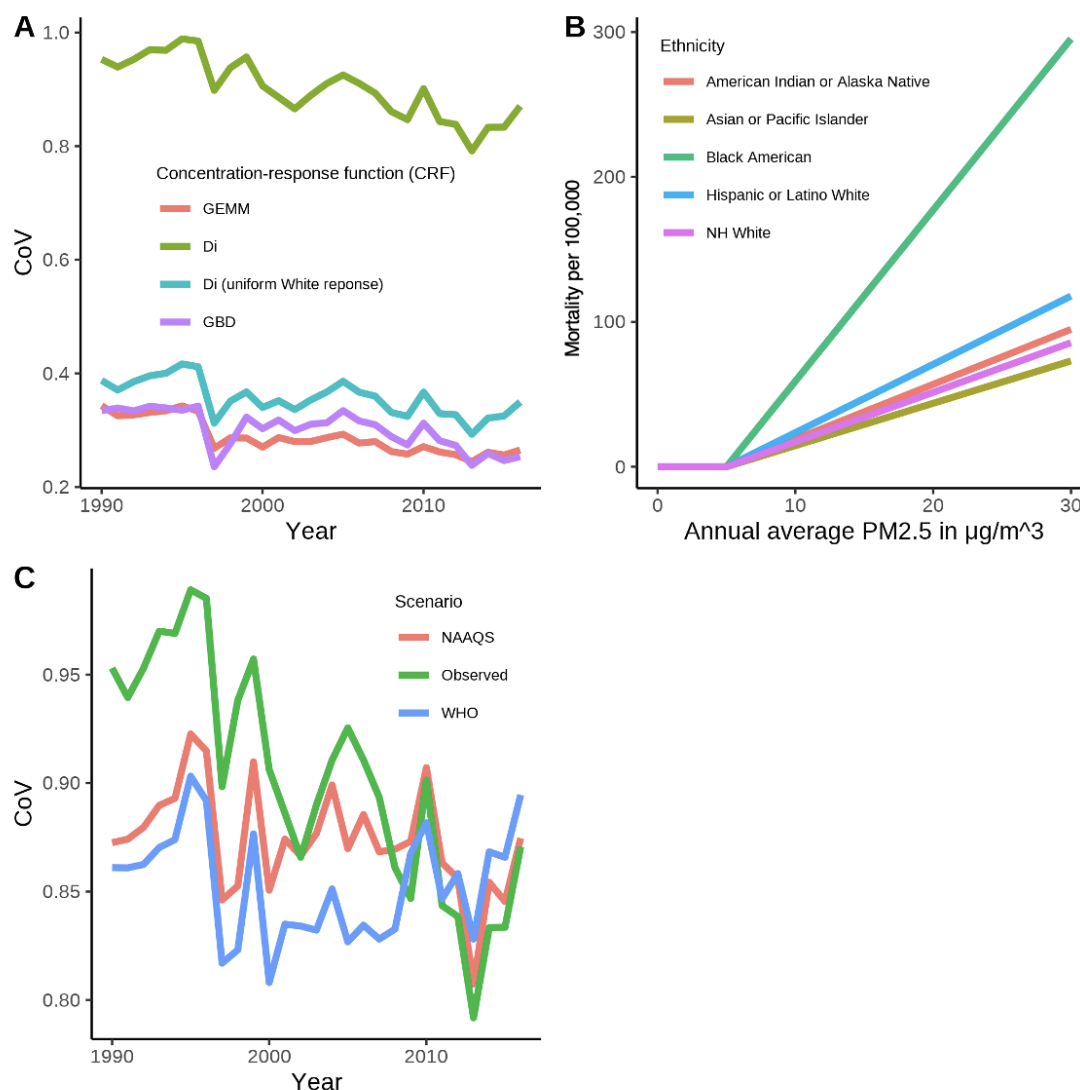 A
1.0
0.8
0.6
0.4
0.2
CoV
Concentration-response function (CRF)
GEMM
Di
Di (uniform White reponse)
GBD
1990
2000
2010
Year
B
300
200
100
0
Mortality per 100,000
Ethnicity
American Indian or Alaska Native
Asian or Pacific Islander
Black American
Hispanic or Latino White
NH White
0
10
20
30
Annual average PM2.5 in μg/m^3
C
0.95
0.90
0.85
0.80
CoV
Scenario
NAAQS
Observed
WHO
1990
2000
2010
Year